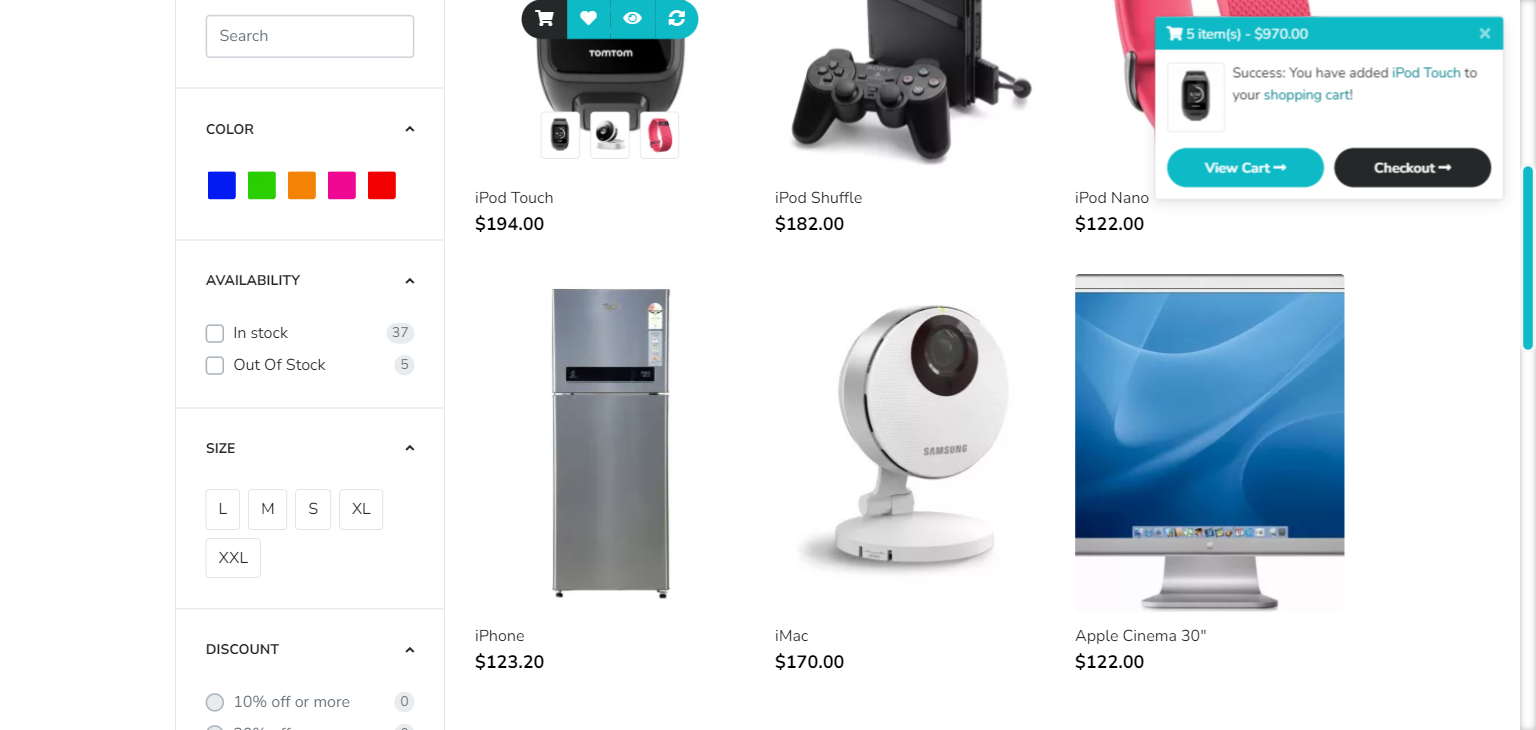 Search
COLOR
AVAILABILITY
In stock 37
Out Of Stock 5
SIZE
L M S XL
XXL
DISCOUNT
10% off or more 0
TOMTOM
iPod Touch
$194.00
SONY
iPod Shuffle
$182.00
iPod Nano
$122.00
5 item(s) - $970.00 ×
Success: You have added iPod Touch to
your shopping cart!
View Cart
Checkout
iPhone
$123.20
SAMSUNG
iMac
$170.00
Apple Cinema 30"
$122.00